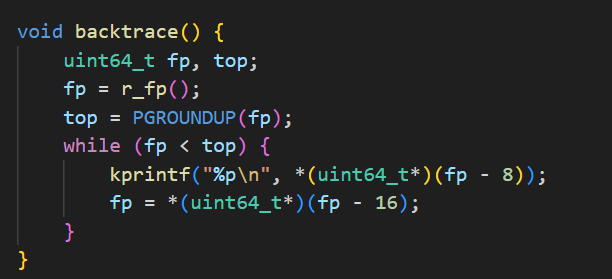 void backtrace() {
    uint64_t fp, top;
    fp = r_fp();
    top = PGROUNDUP(fp);
    while (fp < top) {
        kprintf("%p\n", *(uint64_t*)(fp - 8));
        fp = *(uint64_t*)(fp - 16);
    }
}